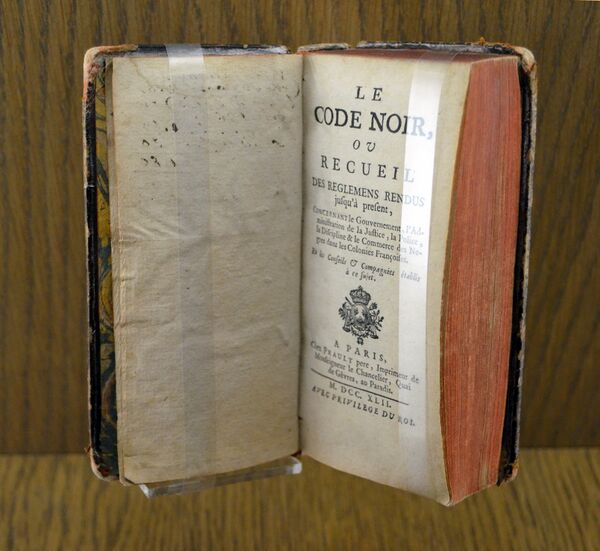 LE
CODE NOIR,
OU
RECUEIL
DES REGLEMENS RENDUS
jusqu'à present,
CONCERNANT le Gouvernement, l'Ad-
ministration de la Justice, la Police,
la Discipline & le Commerce des Ne-
gres dans les Colonies Françoises.
Et les Conseils & Compagnies établis
à ce sujet.
A PARIS,
Chez PRAULT pere, Imprimeur de
Monseigneur le Chancelier, Quai
de Gêvres, au Paradis.
M. DCC. XLII.
AVEC PRIVILEGE DU ROI.